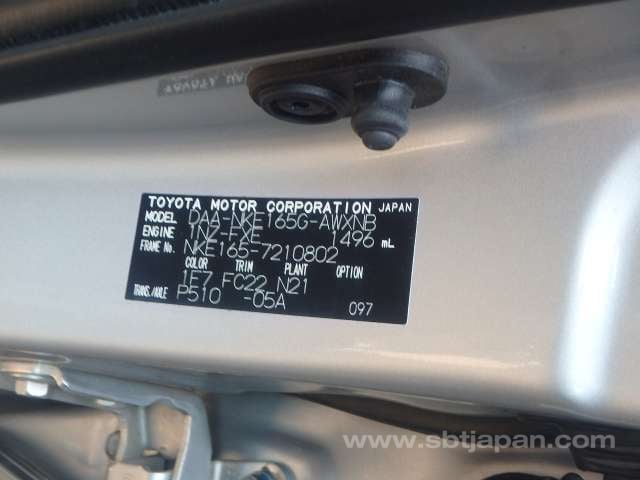 TOYOTA MOTOR CORPORATION JAPAN
MODEL DAA-NKE165G-AWXNB
ENGINE 1NZ-FXE 1496 mL
FRAME No. NKE165-7210802
COLOR TRIM PLANT OPTION
1F7 FC22 N21
TRANS./AXLE P510 -05A
097
www.sbtjapan.com